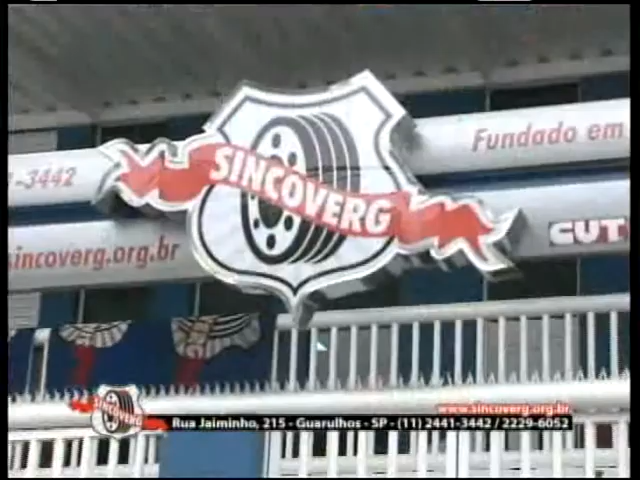 Fundado em
1-3442
SINCOVERG
CUT
sincoverg.org.br
SINCOVERG
www.sincoverg.org.br
Rua Jaiminho, 215 - Guarulhos - SP - (11) 2441-3442 / 2229-6052